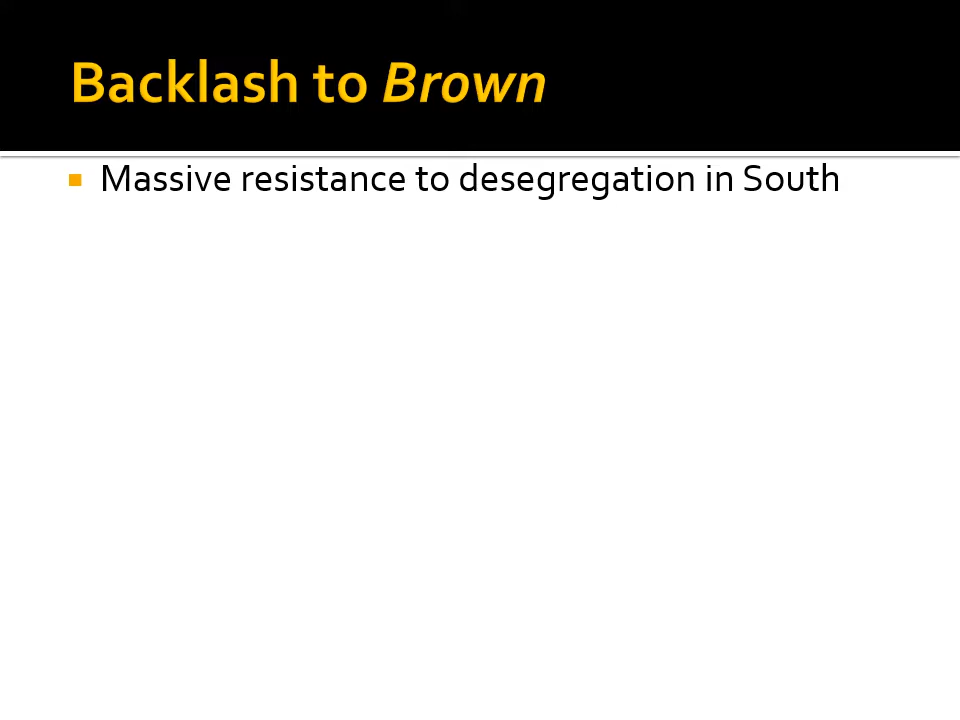 Backlash to Brown
Massive resistance to desegregation in South